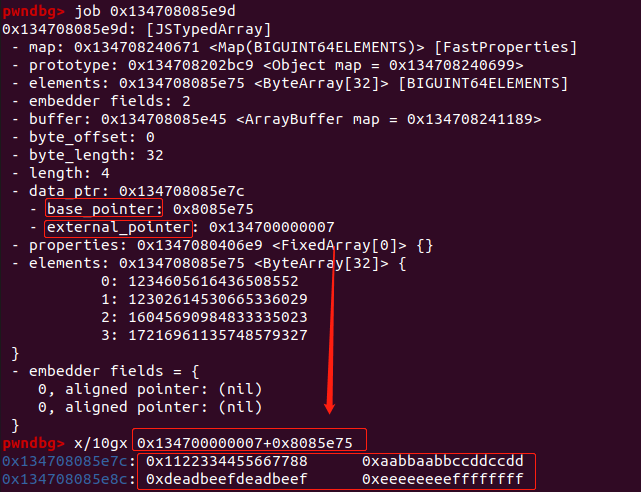 pwndbg> job 0x134708085e9d
0x134708085e9d: [JSTypedArray]
- map: 0x134708240671 <Map(BIGUINT64ELEMENTS)> [FastProperties]
- prototype: 0x134708202bc9 <Object map = 0x134708240699>
- elements: 0x134708085e75 <ByteArray[32]> [BIGUINT64ELEMENTS]
- embedder fields: 2
- buffer: 0x134708085e45 <ArrayBuffer map = 0x134708241189>
- byte_offset: 0
- byte_length: 32
- length: 4
- data_ptr: 0x134708085e7c
- base_pointer: 0x8085e75
- external_pointer: 0x134700000007
- properties: 0x1347080406e9 <FixedArray[0]> {}
- elements: 0x134708085e75 <ByteArray[32]> {
0: 1234605616436508552
1: 12302614530665336029
2: 16045690984833335023
3: 17216961135748579327
}
- embedder fields = {
0, aligned pointer: (nil)
0, aligned pointer: (nil)
}
pwndbg> x/10gx 0x134700000007+0x8085e75
0x134708085e7c: 0x1122334455667788 0xaabbaabbccddccdd
0x134708085e8c: 0xdeadbeefdeadbeef 0xeeeeeeeeffffffff